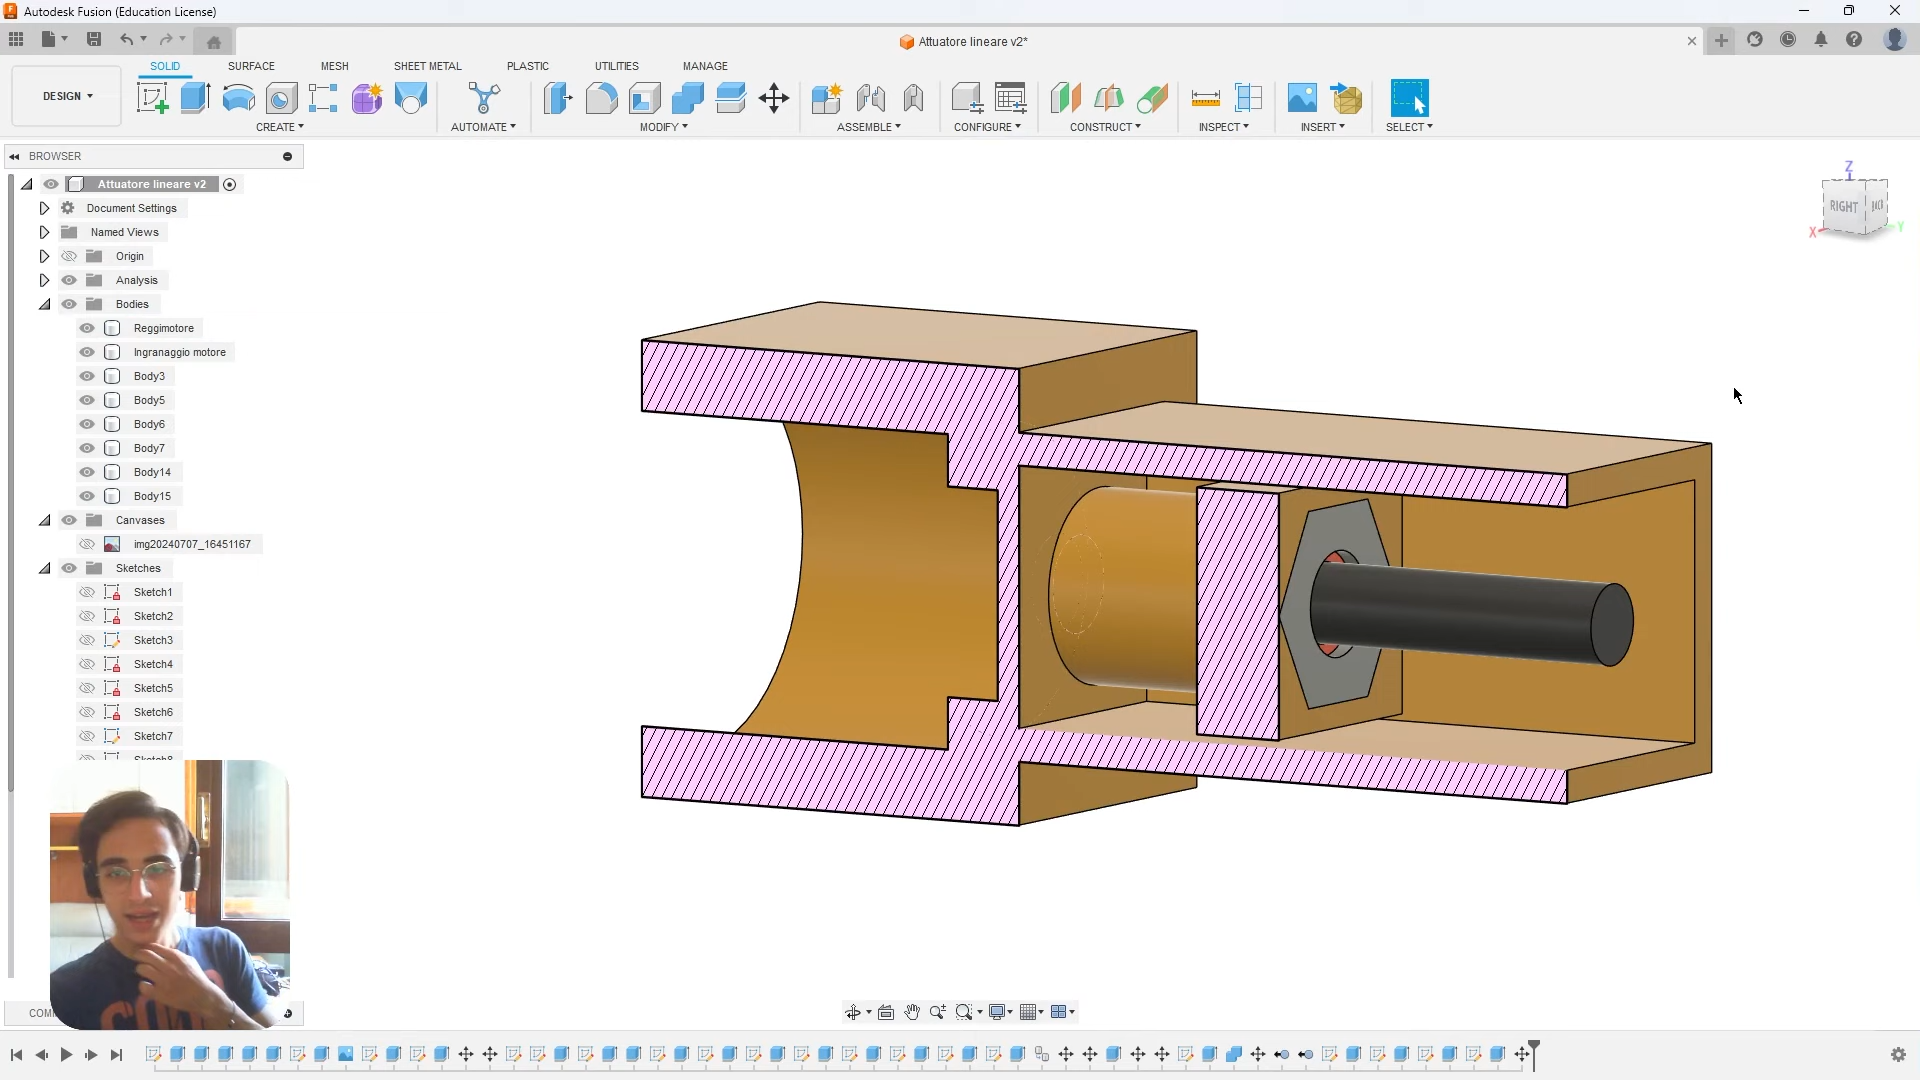 Autodesk Fusion (Education License)
Attuatore lineare v2*
DESIGN
SOLID
SURFACE
MESH
SHEET METAL
PLASTIC
UTILITIES
MANAGE
CREATE
AUTOMATE
MODIFY
ASSEMBLE
CONFIGURE
CONSTRUCT
INSPECT
INSERT
SELECT
BROWSER
Attuatore lineare v2
Document Settings
Named Views
Origin
Analysis
Bodies
Reggimotore
Ingranaggio motore
Body3
Body5
Body6
Body7
Body14
Body15
Canvases
img20240707_16451167
Sketches
Sketch1
Sketch2
Sketch3
Sketch4
Sketch5
Sketch6
Sketch7
Z
RIGHT
X
Y